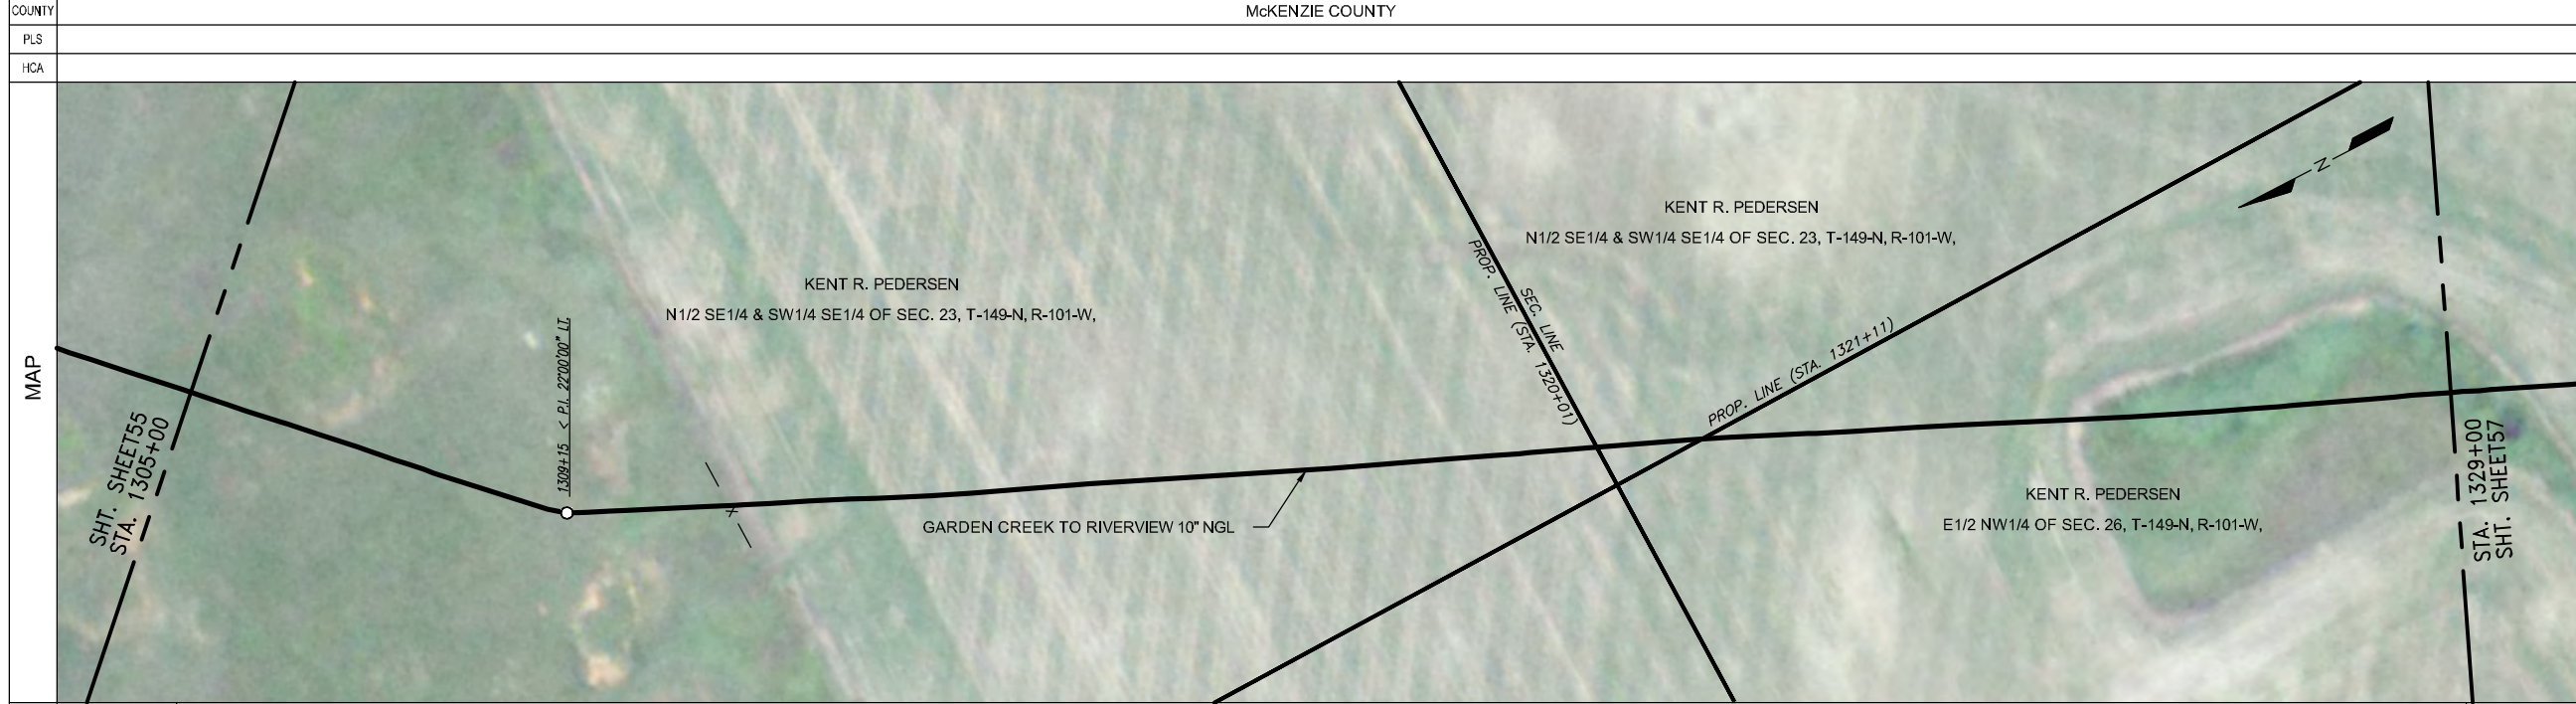 COUNTY
McKENZIE COUNTY
PLS
HCA
MAP
SHT. SHEET55
STA. 1305+00
1309+15 < P.I. 22°00'00" LT.
KENT R. PEDERSEN
N1/2 SE1/4 & SW1/4 SE1/4 OF SEC. 23, T-149-N, R-101-W,
GARDEN CREEK TO RIVERVIEW 10" NGL
SEC. LINE
PROP. LINE (STA. 1320+01)
KENT R. PEDERSEN
N1/2 SE1/4 & SW1/4 SE1/4 OF SEC. 23, T-149-N, R-101-W,
PROP. LINE (STA. 1321+11)
N
KENT R. PEDERSEN
E1/2 NW1/4 OF SEC. 26, T-149-N, R-101-W,
STA. 1329+00
SHT. SHEET57